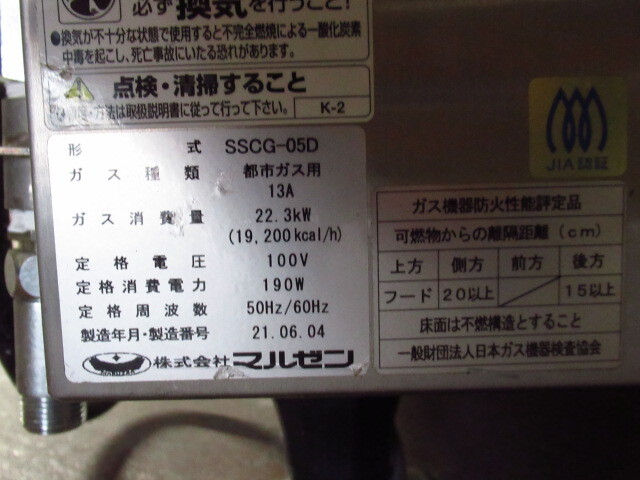 必ず換気を行うこと!
●換気が不十分な状態で使用すると不完全燃焼による一酸化炭素
中毒を起こし、死亡事故にいたる恐れがあります。
点検・清掃すること
方法は取扱説明書に従って行って下さい。 K-2
形式 SSCG-05D
ガス種類 都市ガス用
13A
ガス消費量 22.3kW
(19,200kcal/h)
定格電圧 100V
定格消費電力 190W
定格周波数 50Hz/60Hz
製造年月・製造番号 21.06.04
株式会社マルゼン
JIA認証
ガス機器防火性能評定品
可燃物からの離隔距離(cm)
上方 側方 前方 後方
フード 20以上 15以上
床面は不燃構造とすること
一般財団法人日本ガス機器検査協会